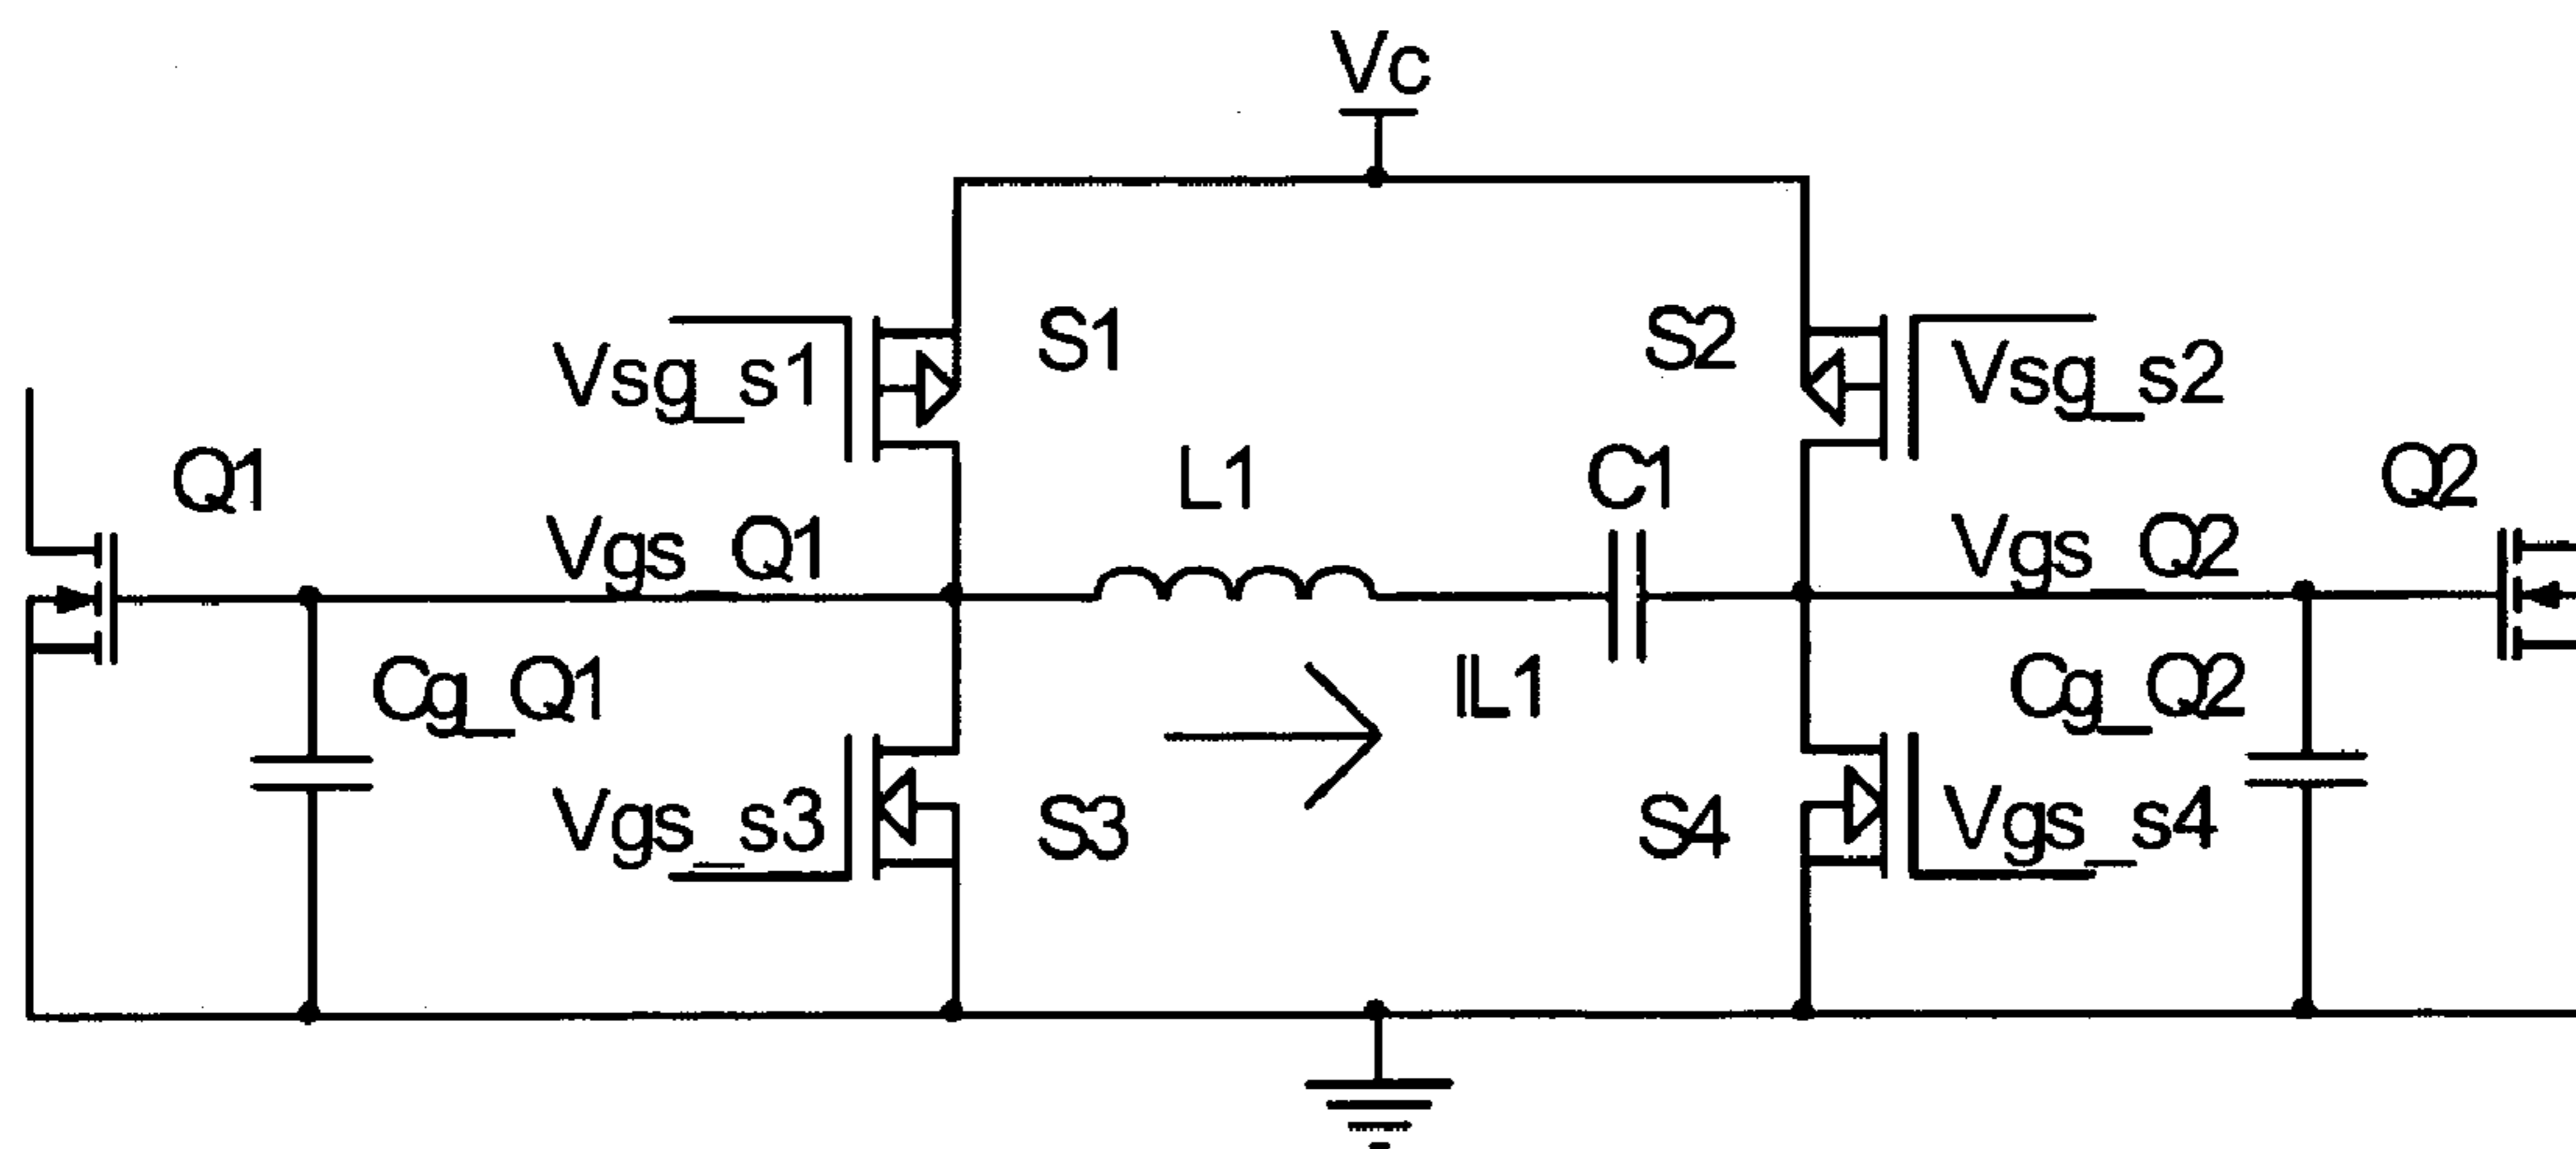 Vc
S1
S2
Vsg_s1
Vsg_s2
Q1
L1
C1
Q2
Vgs_Q1
Vgs_Q2
Cg_Q1
IL1
Cg_Q2
Vgs_s3
S3
S4
Vgs_s4